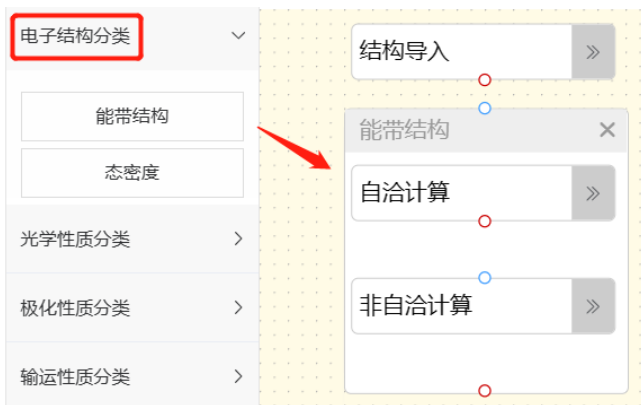 电子结构分类
能带结构
态密度
光学性质分类
极化性质分类
输运性质分类
结构导入
能带结构
自洽计算
非自洽计算